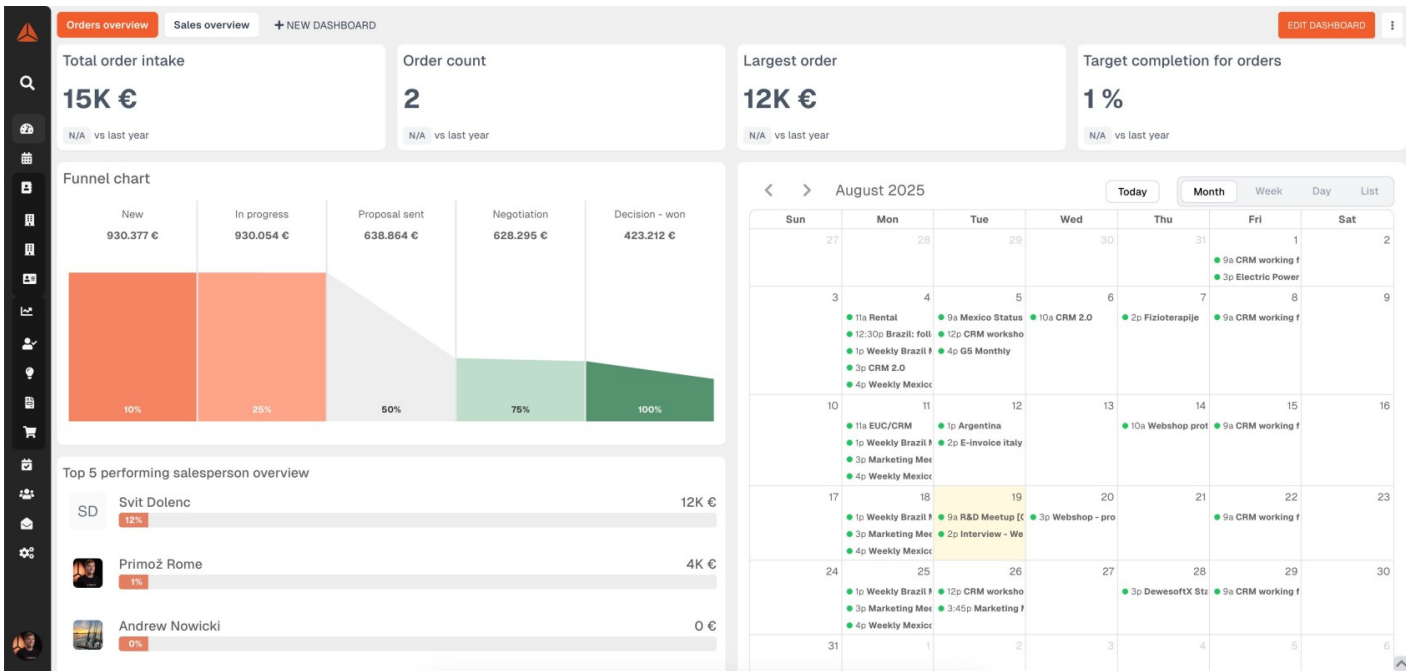 Orders overview
Sales overview
+ NEW DASHBOARD
EDIT DASHBOARD
Total order intake
15K €
N/A vs last year
Order count
2
N/A vs last year
Largest order
12K €
N/A vs last year
Target completion for orders
1 %
N/A vs last year
Funnel chart
New
930.377 €
10%
In progress
930.054 €
25%
Proposal sent
638.864 €
50%
Negotiation
628.295 €
75%
Decision - won
423.212 €
100%
Top 5 performing salesperson overview
SD
Svit Dolenc
12K €
12%
Primož Rome
4K €
1%
Andrew Nowicki
0 €
0%
August 2025
Today
Month
Week
Day
List
Sun Mon Tue Wed Thu Fri Sat
27 28 29 30 31 1 2
9a CRM working f
3p Electric Power
3 4 5 6 7 8 9
11a Rental
12:30p Brazil: foll
1p Weekly Brazil
3p CRM 2.0
4p Weekly Mexico
9a Mexico Status
12p CRM worksho
4p G5 Monthly
10a CRM 2.0
2p Fizioterapije
9a CRM working f
10 11 12 13 14 15 16
11a EUC/CRM
1p Weekly Brazil
3p Marketing Mee
4p Weekly Mexico
1p Argentina
2p E-invoice italy
10a Webshop prot
9a CRM working f
17 18 19 20 21 22 23
1p Weekly Brazil
3p Marketing Mee
4p Weekly Mexico
9a R&D Meetup
2p Interview - We
3p Webshop - pro
9a CRM working f
24 25 26 27 28 29 30
1p Weekly Brazil
3p Marketing Mee
4p Weekly Mexico
12p CRM worksho
3:45p Marketing
3p DewesoftX Sta
9a CRM working f
31 1 2 3 4 5 6